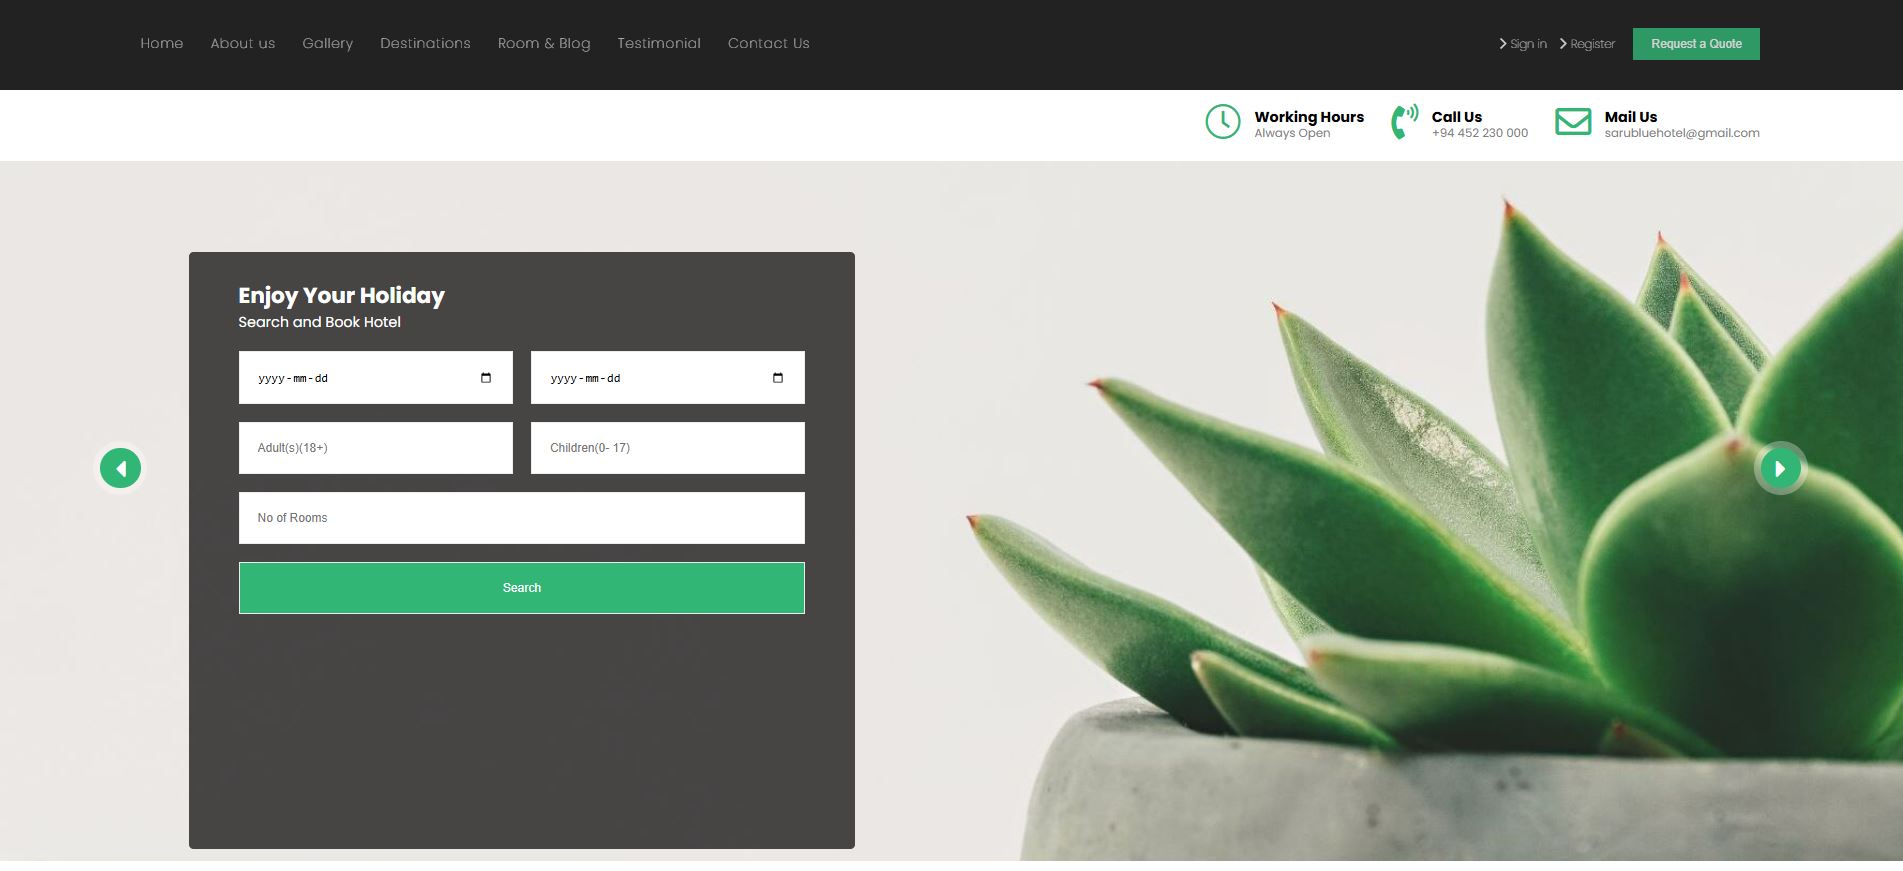 Home About us Gallery Destinations Room & Blog Testimonial Contact Us Sign in Register Request a Quote
Working Hours Call Us Mail Us
Always Open +94 452 230 000 sarubluehotel@gmail.com
Enjoy Your Holiday
Search and Book Hotel
yyyy-mm-dd yyyy-mm-dd
Adult(s)(18+) Children(0- 17)
No of Rooms
Search